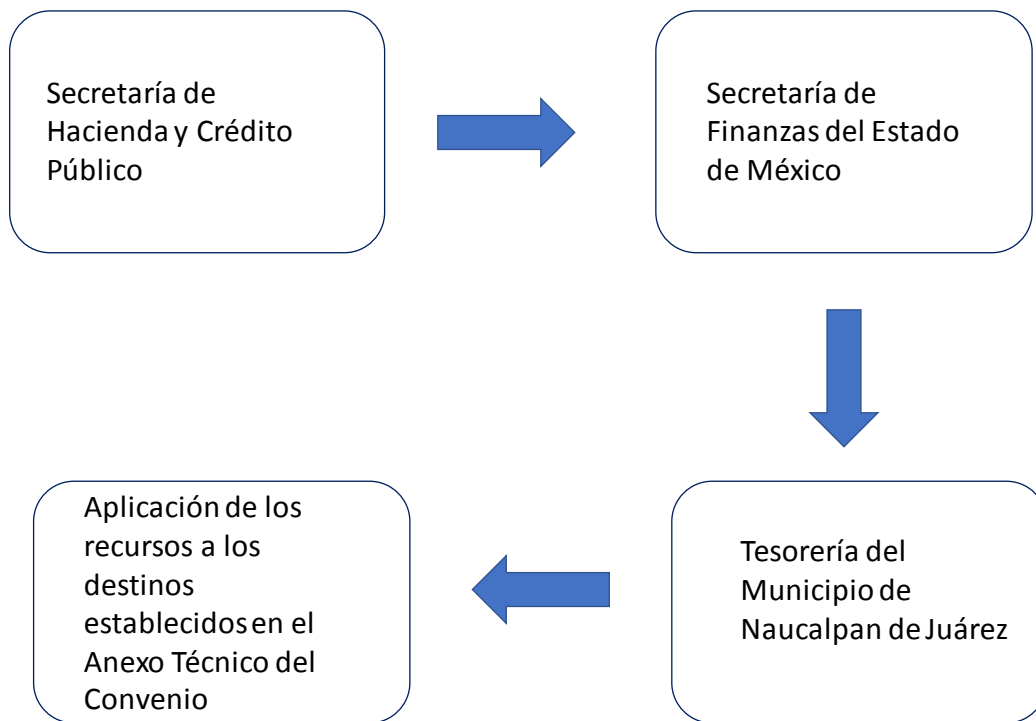 Secretaría de
Hacienda y Crédito
Público
Secretaría de
Finanzas del Estado
de México
Tesorería del
Municipio de
Naucalpan de Juárez
Aplicación de los
recursos a los
destinos
establecidos en el
Anexo Técnico del
Convenio